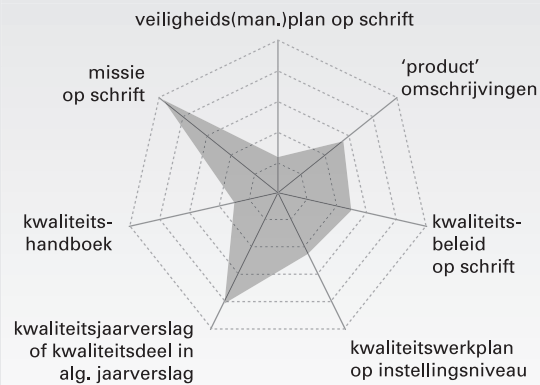 veiligheids(man.)plan op schrift
missie
op schrift
‘product’
omschrijvingen
kwaliteits-
handboek
kwaliteits-
beleid
op schrift
kwaliteitsjaarverslag
of kwaliteitsdeel in
alg. jaarverslag
kwaliteitswerkplan
op instellingsniveau